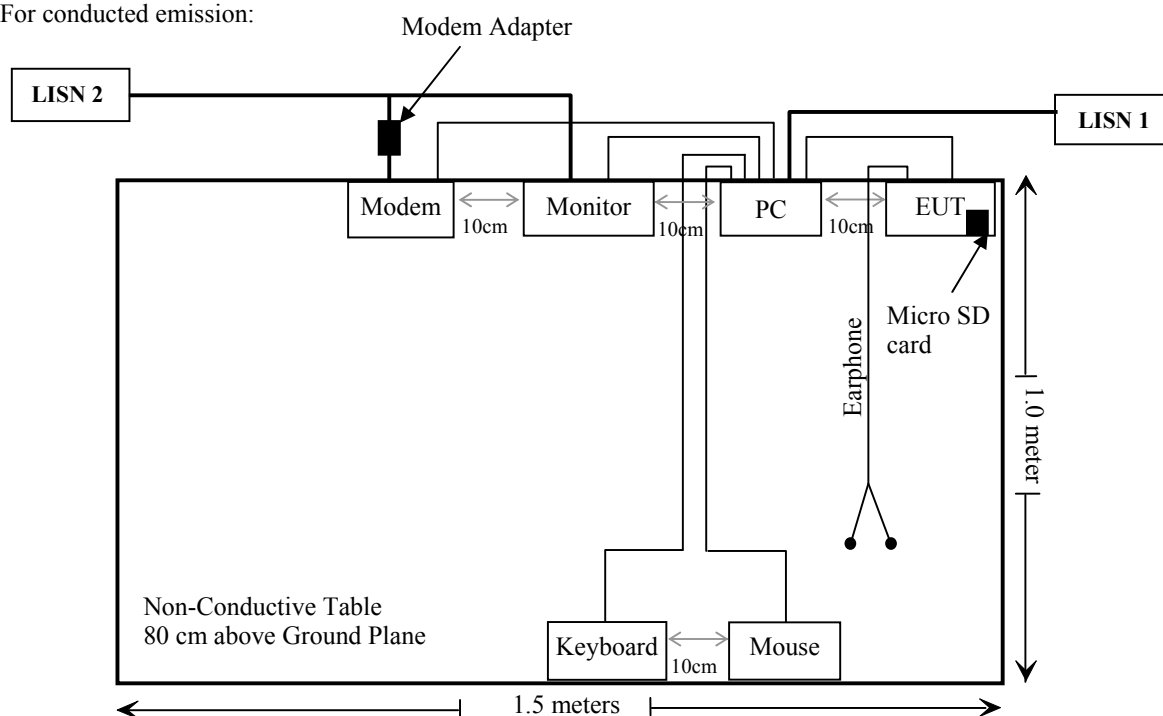 For conducted emission:
Modem Adapter
LISN 2
LISN 1
Modem
Monitor
PC
EUT
10cm
10cm
10cm
Micro SD
card
Earphone
1.0 meter
Non-Conductive Table
80 cm above Ground Plane
Keyboard
Mouse
10cm
1.5 meters